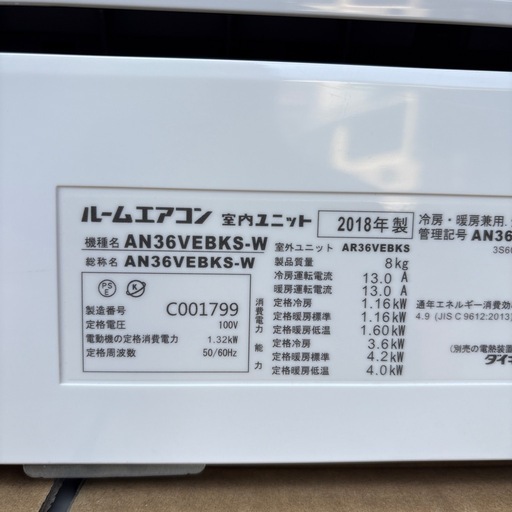 ルームエアコン 室内ユニット 2018年 製 冷房・暖房兼用
機種名 AN36VEBKS-W 室外ユニット AR36VEBKS 管理記号 AN36
総称名 AN36VEBKS-W 製品質量 8kg
PSE
冷房運転電流 13.0 A
暖房運転電流 13.0 A
製造番号 C001799
定格電圧 100V
電動機の定格消費電力 1.32kW
定格周波数 50/60Hz
消費電力 定格冷房 1.16kW
定格暖房標準 1.16kW
定格暖房低温 1.60kW
能力 定格冷房 3.6kW
定格暖房標準 4.2kW
定格暖房低温 4.0kW
通年エネルギー消費効
4.9 (JIS C 9612:2013)
(別売の電熱装置
ダイキ